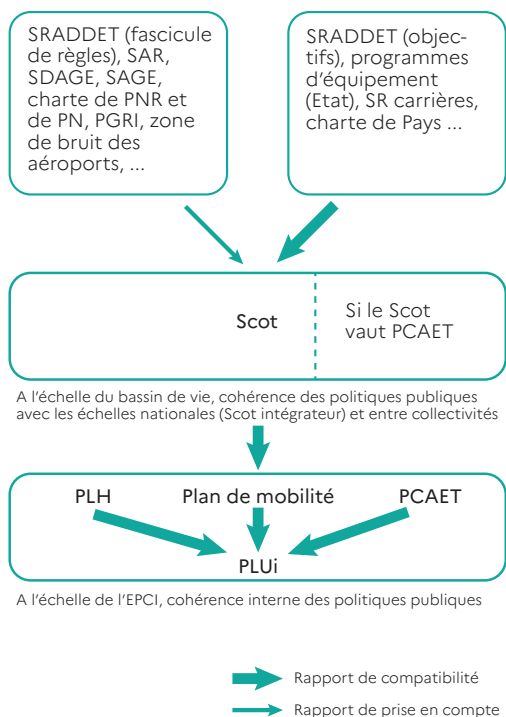 SRADDET (fascicule
de règles), SAR,
SDAGE, SAGE,
charte de PNR et
de PN, PGRI, zone
de bruit des
aéroports, ...
SRADDET (objec-
tifs), programmes
d'équipement
(Etat), SR carrières,
charte de Pays ...
Scot
Si le Scot
vaut PCAET
A l'échelle du bassin de vie, cohérence des politiques publiques
avec les échelles nationales (Scot intégrateur) et entre collectivités
PLH Plan de mobilité PCAET
PLUi
A l'échelle de l'EPCI, cohérence interne des politiques publiques
Rapport de compatibilité
Rapport de prise en compte